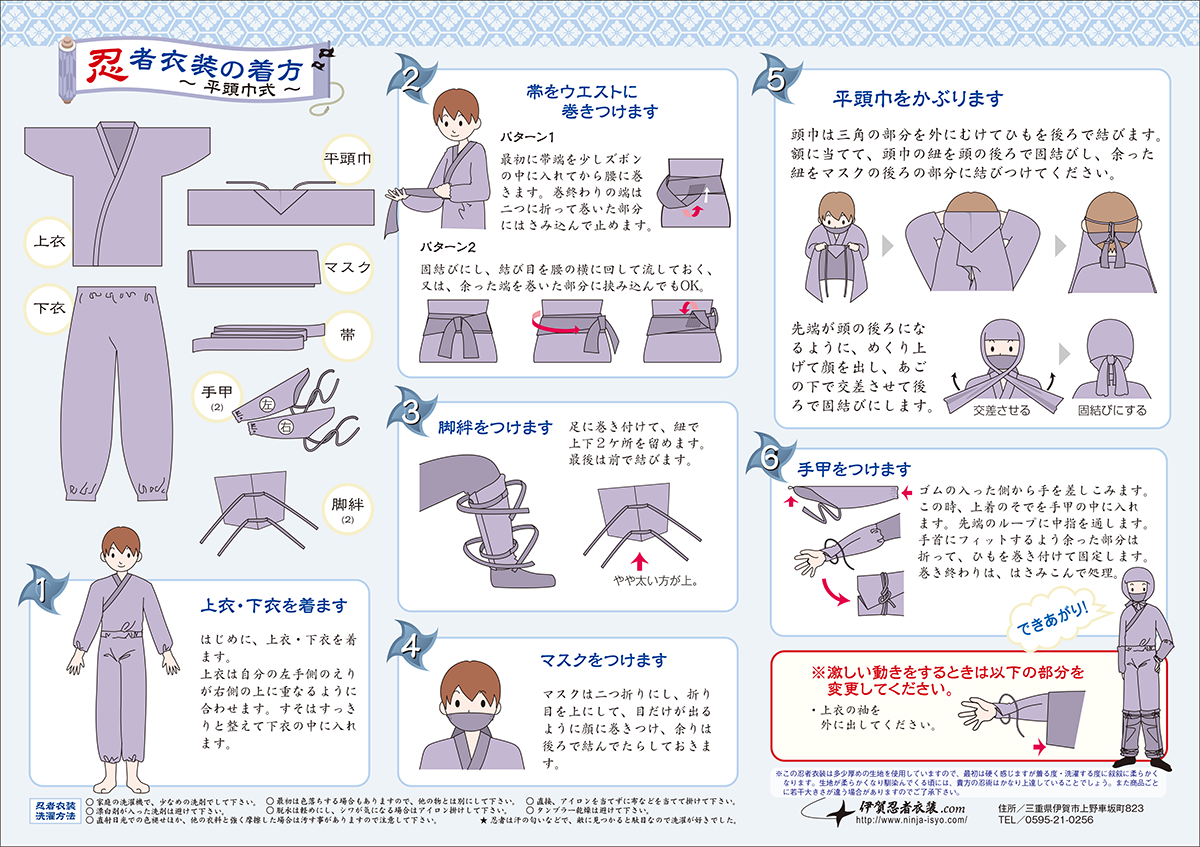 忍者衣装の着方
～ 平頭巾式 ～
平頭巾
上衣
マスク
下衣
帯
手甲
(2)
左
右
脚絆
(2)
1
上衣・下衣を着ます
はじめに、上衣・下衣を着
ます。
上衣は自分の左手側のえり
が右側の上に重なるように
合わせます。すそはすっき
りと整えて下衣の中に入れ
ます。
2
帯をウエストに
巻きつけます
パターン1
最初に帯端を少しズボン
の中に入れてから腰に巻
きます。巻終わりの端は
二つに折って巻いた部分
にはさみ込んで止めます。
パターン2
固結びにし、結び目を腰の横に回して流しておく、
又は、余った端を巻いた部分に挟み込んでもOK。
3
脚絆をつけます
足に巻き付けて、紐で
上下２ケ所を留めます。
最後は前で結びます。
やや太い方が上。
4
マスクをつけます
マスクは二つ折りにし、折り
目を上にして、目だけが出る
ように顔に巻きつけ、余りは
後ろで結んでたらしておきま
す。
5
平頭巾をかぶります
頭巾は三角の部分を外にむけてひもを後ろで結びます。
額に当てて、頭巾の紐を頭の後ろで固結びし、余った
紐をマスクの後ろの部分に結びつけてください。
先端が頭の後ろにな
るように、めくり上
げて顔を出し、あご
の下で交差させて後
ろで固結びにします。
交差させる
固結びにする
6
手甲をつけます
ゴムの入った側から手を差しこみます。
この時、上着のそでを手甲の中に入れ
ます。先端のループに中指を通します。
手首にフィットするよう余った部分は
折って、ひもを巻き付けて固定します。
巻き終わりは、はさみこんで処理。
できあがり!
※激しい動きをするときは以下の部分を
変更してください。
・上衣の袖を
外に出してください。
※この忍者衣装は多少厚めの生地を使用していますので、最初は硬く感じますが着る度・洗濯する度に段々に柔らかく
なります。生地が柔らかくなり馴染んでくる頃には、貴方の忍術はかなり上達していることでしょう。また商品ごと
に若干大きさが違う場合がありますのでご了承下さい。
忍者衣装
洗濯方法
○ 家庭の洗濯機で、少なめの洗剤でして下さい。 ○ 最初は色落ちする場合もありますので、他の物とは別にして下さい。 ○ 直接、アイロンを当てずに布などを当てて掛けて下さい。
○ 漂白剤が入った洗剤は避けて下さい。 ○ 脱水は軽めにし、シワが気になる場合はアイロン掛けして下さい。 ○ タンブラー乾燥は避けて下さい。
○ 直射日光での色褪せほか、他の衣料と強く摩擦した場合は汚す事がありますので注意して下さい。 ★ 忍者は汗の匂いなどで、敵に見つかると駄目なので洗濯が好きでした。
伊賀忍者衣装.com
http://www.ninja-isyo.com/
住所／三重県伊賀市上野車坂町823
TEL／0595-21-0256